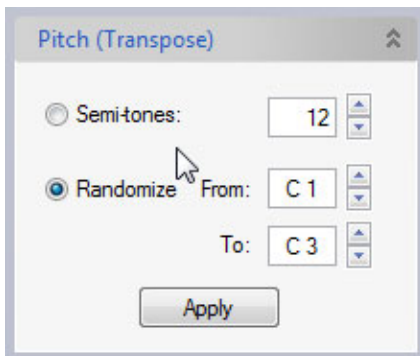 Pitch (Transpose)
Semi-tones: 12
Randomize From: C 1
To: C 3
Apply